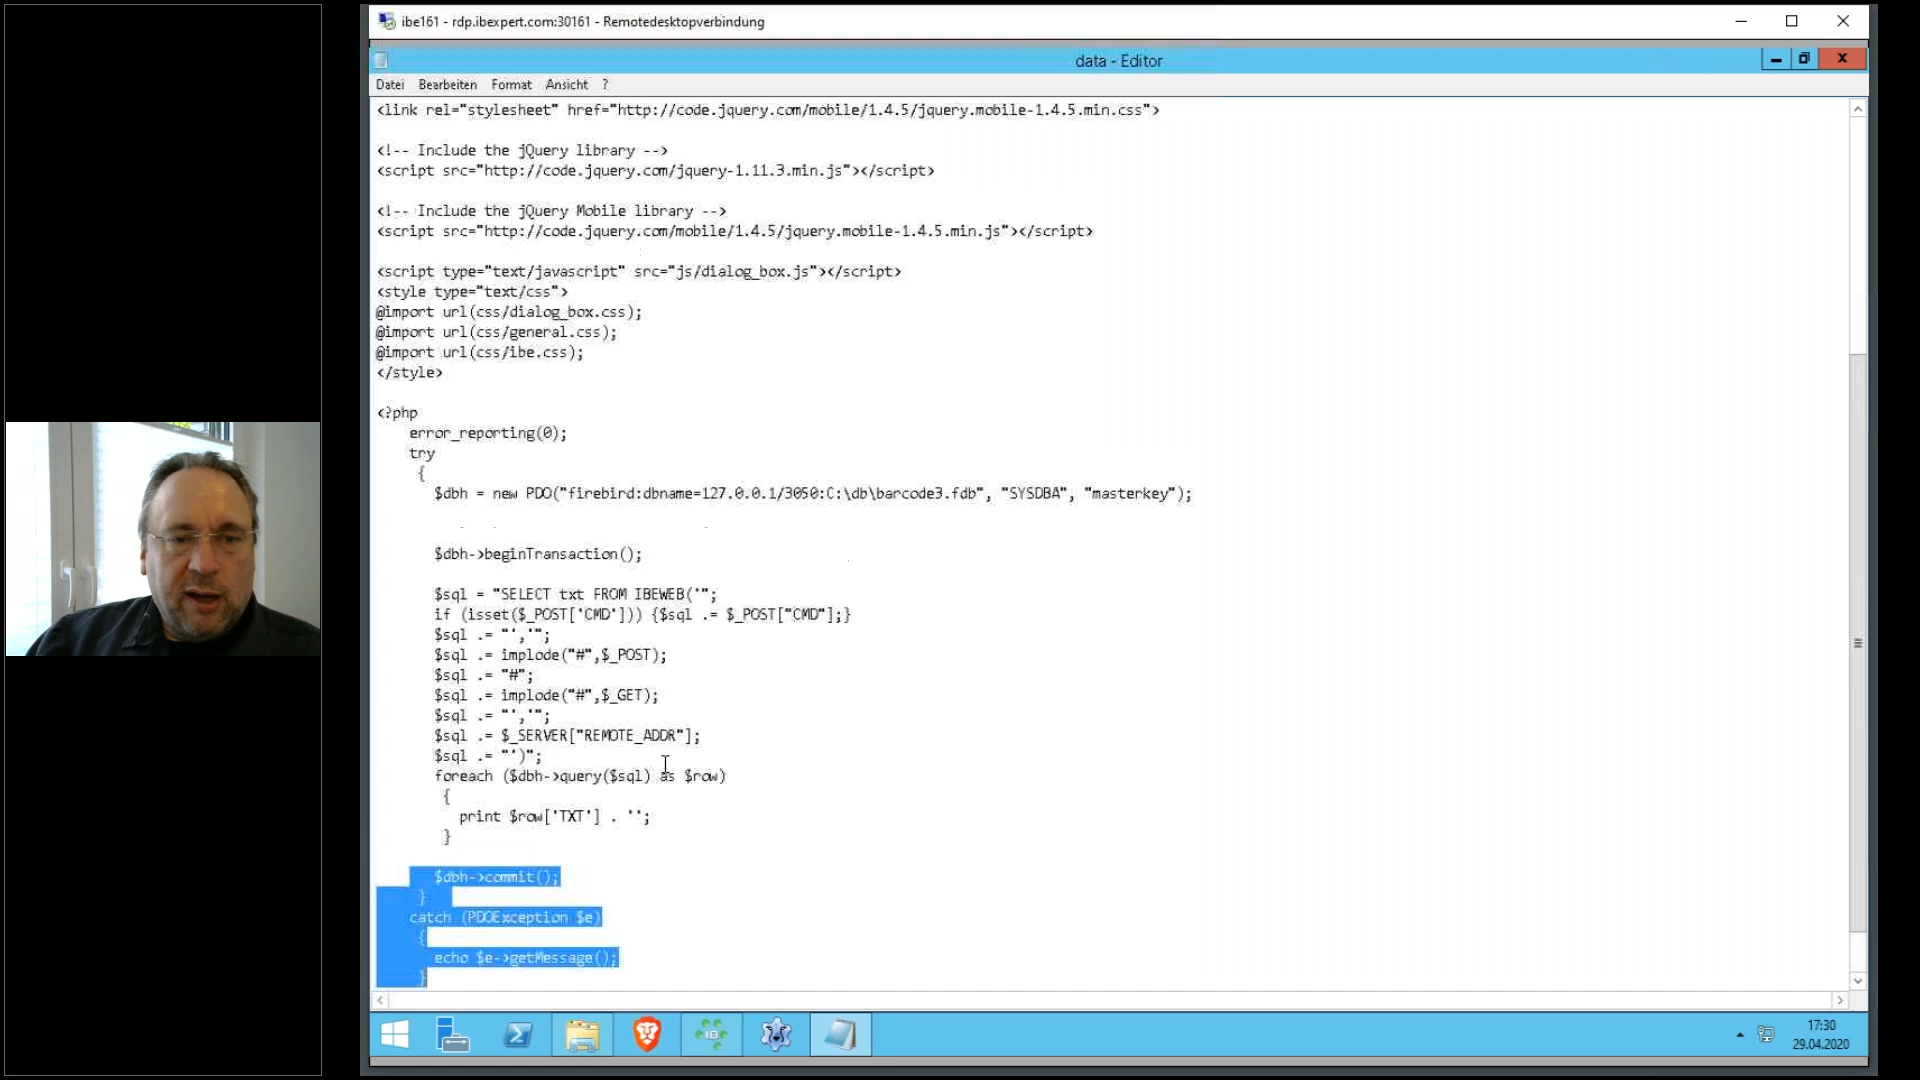 ibe161 - rdp.ibexpert.com:30161 - Remotedesktopverbindung
data - Editor
Datei Bearbeiten Format Ansicht ?
<link rel="stylesheet" href="http://code.jquery.com/mobile/1.4.5/jquery.mobile-1.4.5.min.css">
<!-- Include the jQuery library -->
<script src="http://code.jquery.com/jquery-1.11.3.min.js"></script>
<!-- Include the jQuery Mobile library -->
<script src="http://code.jquery.com/mobile/1.4.5/jquery.mobile-1.4.5.min.js"></script>
<script type="text/javascript" src="js/dialog_box.js"></script>
<style type="text/css">
@import url(css/dialog_box.css);
@import url(css/general.css);
@import url(css/ibe.css);
</style>
<?php
error_reporting(0);
try
{
$dbh = new PDO("firebird:dbname=127.0.0.1/3050:C:\db\barcode3.fdb", "SYSDBA", "masterkey");
$dbh->beginTransaction();
$sql = "SELECT txt FROM IBEWEB('";
if (isset($_POST['CMD'])) {$sql .= $_POST["CMD"];}
$sql .= "','";
$sql .= implode("#",$_POST);
$sql .= "#";
$sql .= implode("#",$_GET);
$sql .= "','";
$sql .= $_SERVER["REMOTE_ADDR"];
$sql .= "')";
foreach ($dbh->query($sql) as $row)
{
print $row['TXT'] . '';
}
$dbh->commit();
}
catch (PDOException $e)
{
echo $e->getMessage();
}
17:30
29.04.2020